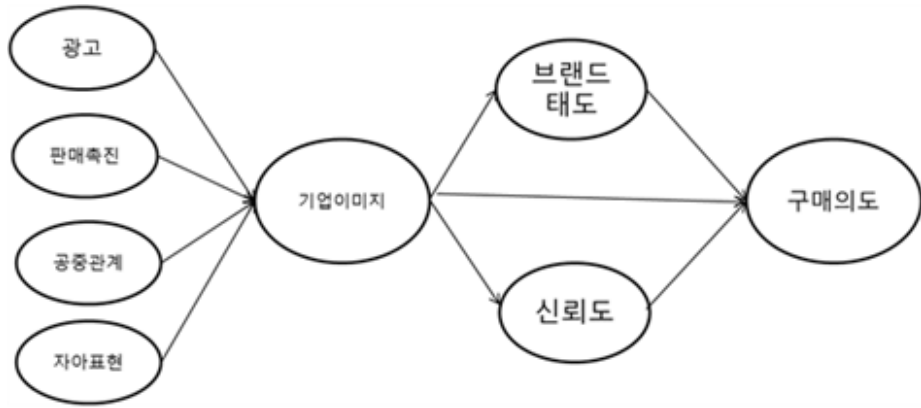 광고
판매촉진
공중관계
자아표현
기업이미지
브랜드
태도
신뢰도
구매의도